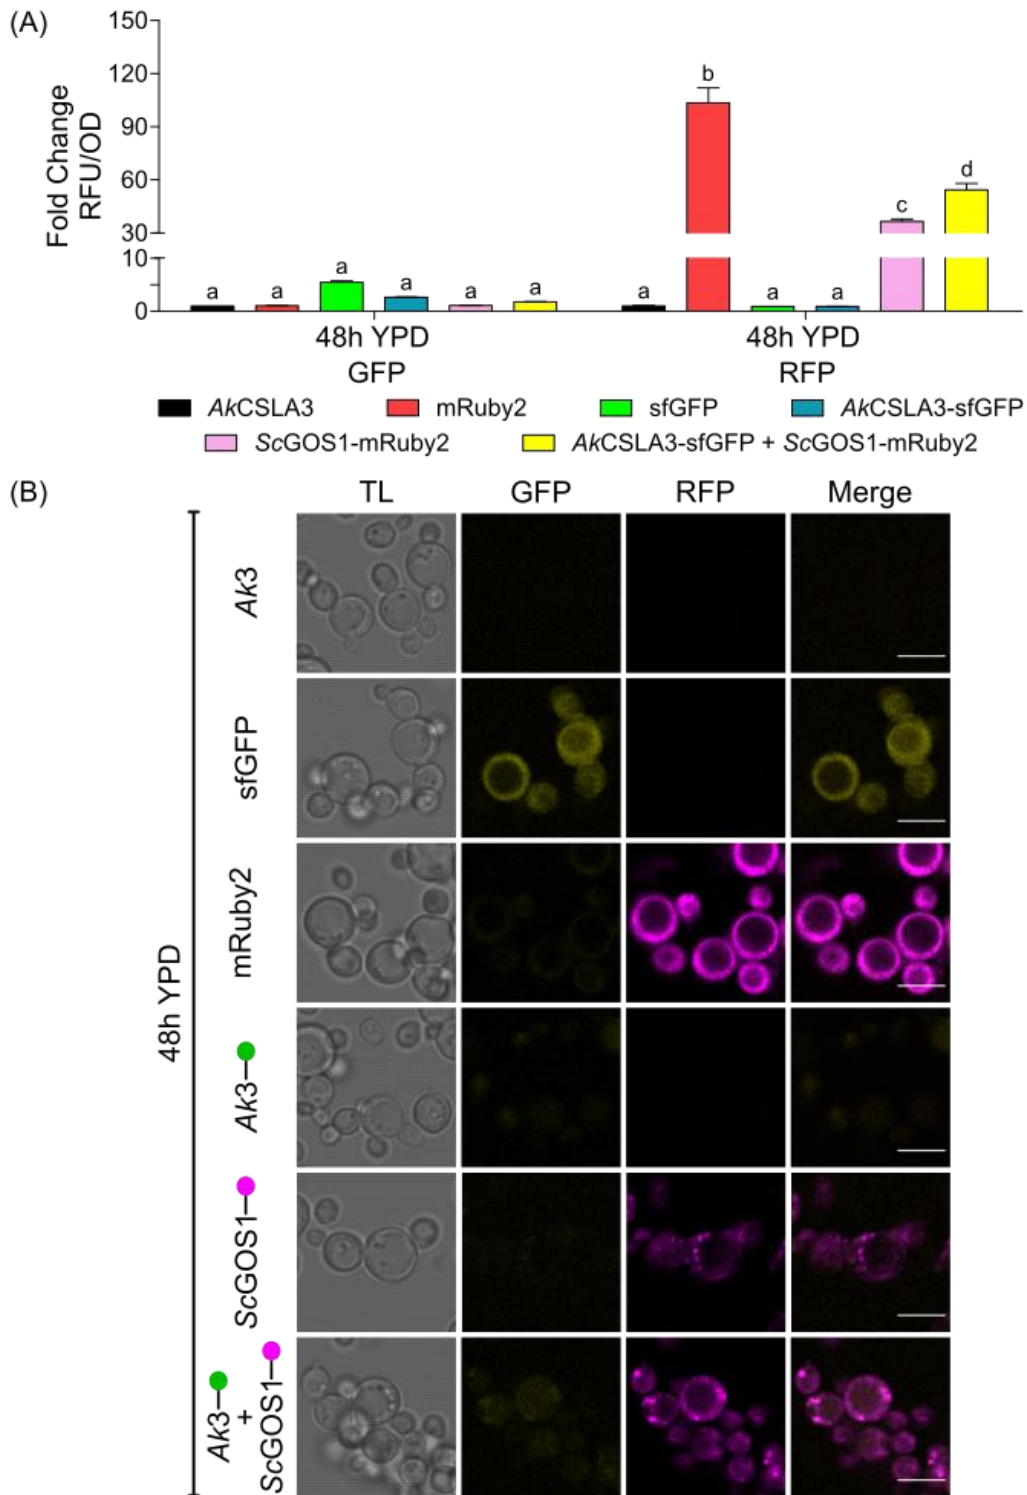 (A)
150
120
90
60
30
10
0
Fold Change
RFU/OD
a a a a a a a b a a c d
48h YPD 48h YPD
GFP RFP
AkCSLA3 mRuby2 sfGFP AkCSLA3-sfGFP
ScGOS1-mRuby2 AkCSLA3-sfGFP + ScGOS1-mRuby2
(B)
TL GFP RFP Merge
48h YPD
Ak3
sfGFP
mRuby2
Ak3
ScGOS1
Ak3
+
ScGOS1